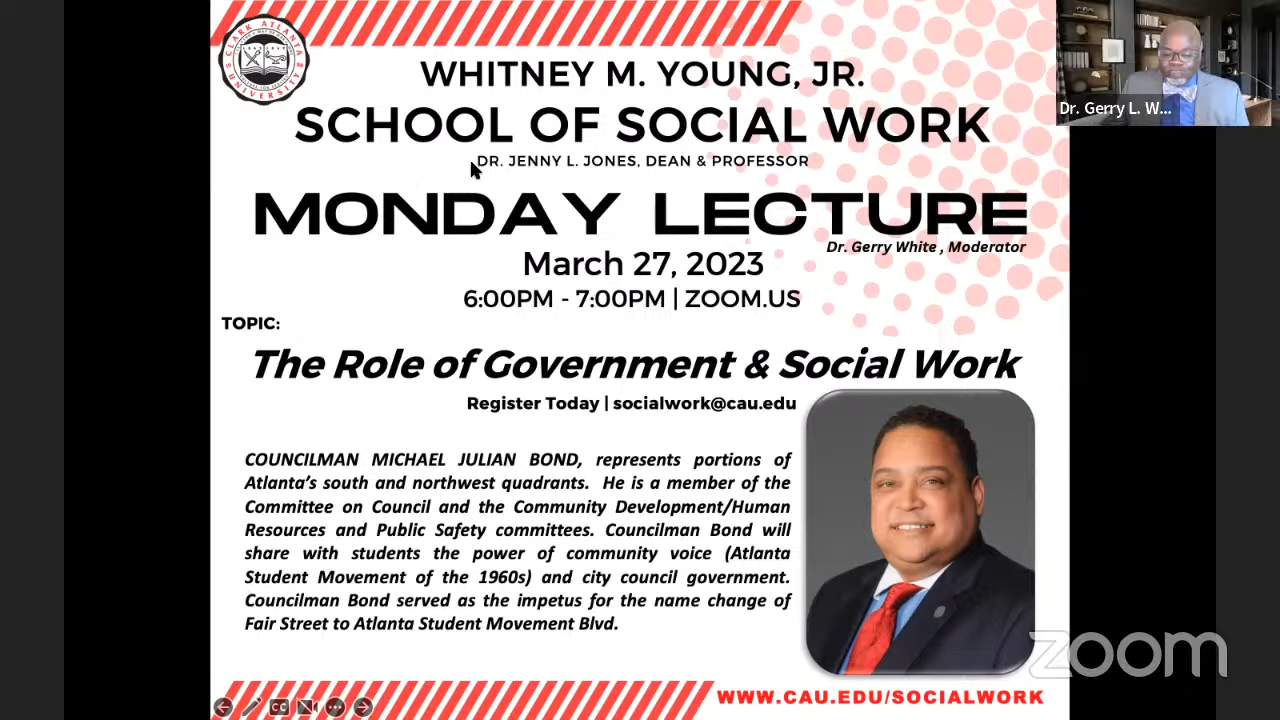 CLARK ATLANTA
UNIVERSITY
WHITNEY M. YOUNG, JR.
SCHOOL OF SOCIAL WORK
DR. JENNY L. JONES, DEAN & PROFESSOR
MONDAY LECTURE
Dr. Gerry White , Moderator
March 27, 2023
6:00PM - 7:00PM | ZOOM.US
TOPIC:
The Role of Government & Social Work
Register Today | socialwork@cau.edu
COUNCILMAN MICHAEL JULIAN BOND, represents portions of
Atlanta's south and northwest quadrants. He is a member of the
Committee on Council and the Community Development/Human
Resources and Public Safety committees. Councilman Bond will
share with students the power of community voice (Atlanta
Student Movement of the 1960s) and city council government.
Councilman Bond served as the impetus for the name change of
Fair Street to Atlanta Student Movement Blvd.
WWW.CAU.EDU/SOCIALWORK
CC
Dr. Gerry L. W...
zoom